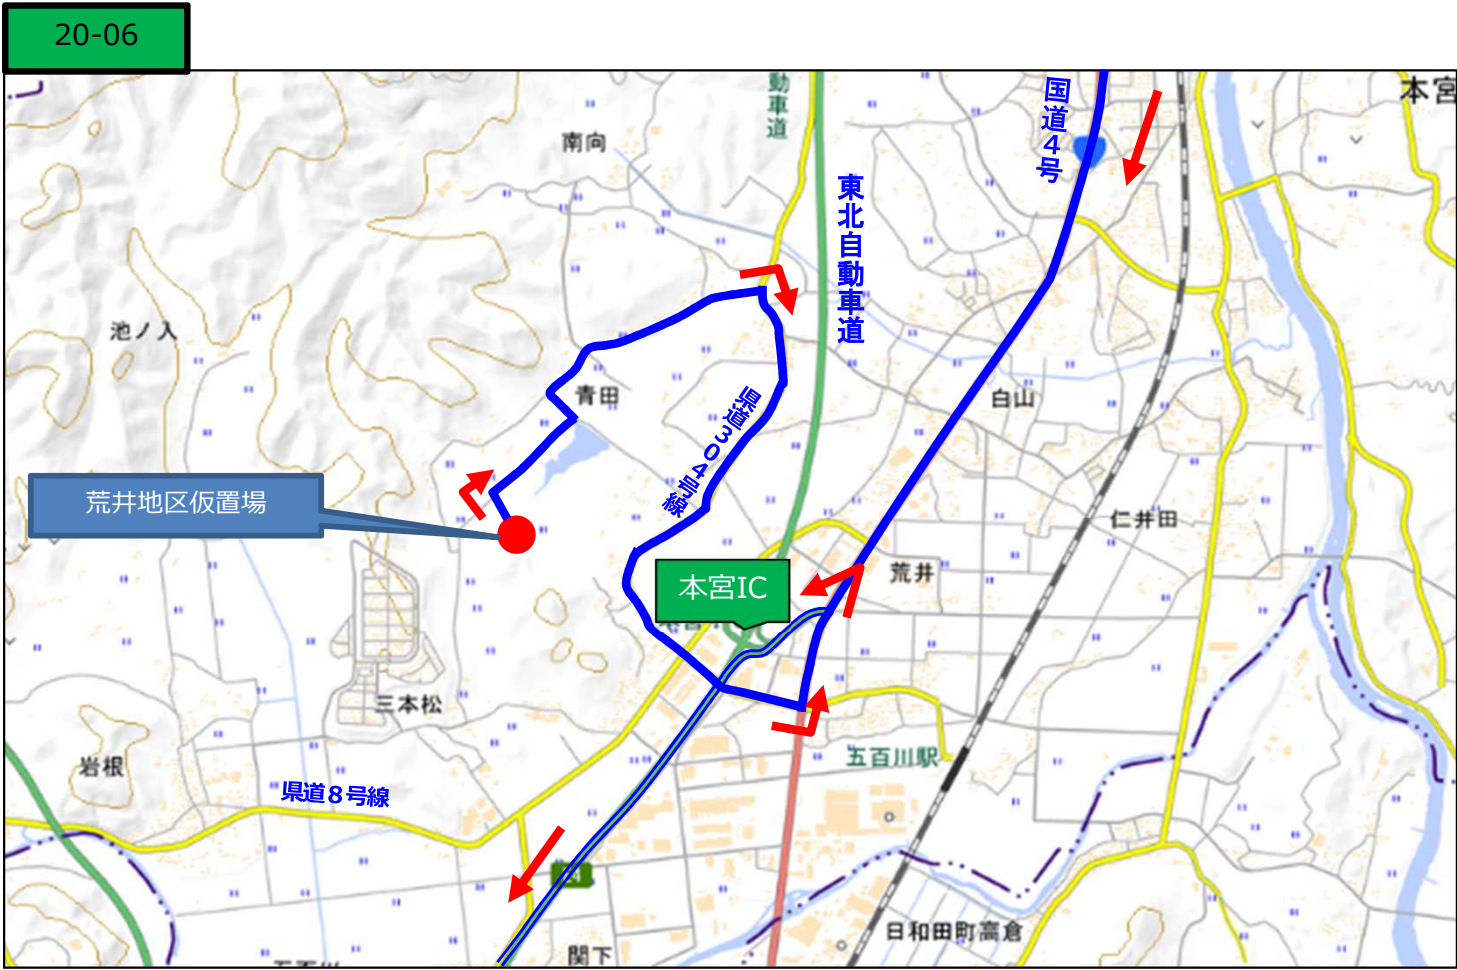 20-06
動車道
国道4号
本宮
南向
東北自動車道
池ノ入
青田
白山
県道304号線
荒井地区仮置場
仁井田
荒井
本宮IC
三本松
五百川駅
岩根
県道8号線
日和田町高倉
関下